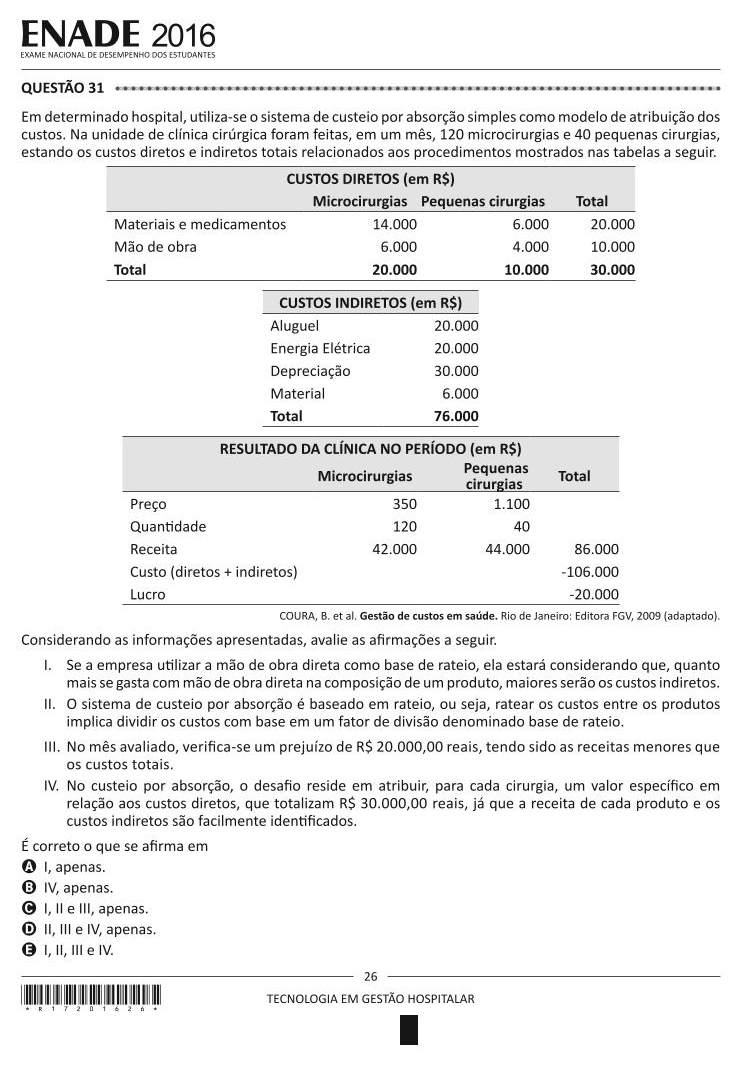 ENADE 2016
EXAME NACIONAL DE DESEMPENHO DOS ESTUDANTES
QUESTÃO 31
Em determinado hospital, utiliza-se o sistema de custeio por absorção simples como modelo de atribuição dos
custos. Na unidade de clínica cirúrgica foram feitas, em um mês, 120 microcirurgias e 40 pequenas cirurgias,
estando os custos diretos e indiretos totais relacionados aos procedimentos mostrados nas tabelas a seguir.
CUSTOS DIRETOS (em R$)
Microcirurgias Pequenas cirurgias Total
Materiais e medicamentos 14.000 6.000 20.000
Mão de obra 6.000 4.000 10.000
Total 20.000 10.000 30.000
CUSTOS INDIRETOS (em R$)
Aluguel 20.000
Energia Elétrica 20.000
Depreciação 30.000
Material 6.000
Total 76.000
RESULTADO DA CLÍNICA NO PERÍODO (em R$)
Microcirurgias Pequenas cirurgias Total
Preço 350 1.100
Quantidade 120 40
Receita 42.000 44.000 86.000
Custo (diretos + indiretos) -106.000
Lucro -20.000
COURA, B. et al. Gestão de custos em saúde. Rio de Janeiro: Editora FGV, 2009 (adaptado).
Considerando as informações apresentadas, avalie as afirmações a seguir.
I. Se a empresa utilizar a mão de obra direta como base de rateio, ela estará considerando que, quanto
mais se gasta com mão de obra direta na composição de um produto, maiores serão os custos indiretos.
II. O sistema de custeio por absorção é baseado em rateio, ou seja, ratear os custos entre os produtos
implica dividir os custos com base em um fator de divisão denominado base de rateio.
III. No mês avaliado, verifica-se um prejuízo de R$ 20.000,00 reais, tendo sido as receitas menores que
os custos totais.
IV. No custeio por absorção, o desafio reside em atribuir, para cada cirurgia, um valor específico em
relação aos custos diretos, que totalizam R$ 30.000,00 reais, já que a receita de cada produto e os
custos indiretos são facilmente identificados.
É correto o que se afirma em
A I, apenas.
B IV, apenas.
C I, II e III, apenas.
D II, III e IV, apenas.
E I, II, III e IV.
26
TECNOLOGIA EM GESTÃO HOSPITALAR
* R 1 7 2 0 1 6 2 6 *